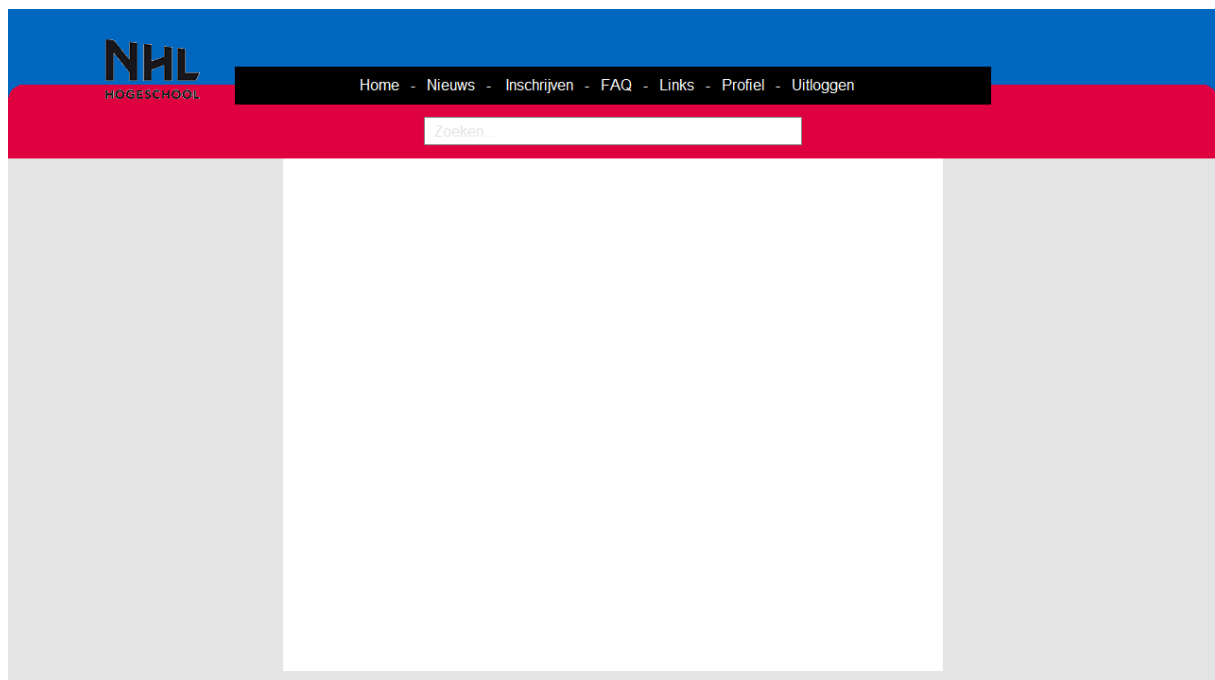 NHL
HOGESCHOOL
Home - Nieuws - Inschrijven - FAQ - Links - Profiel - Uitloggen
Zoeken...